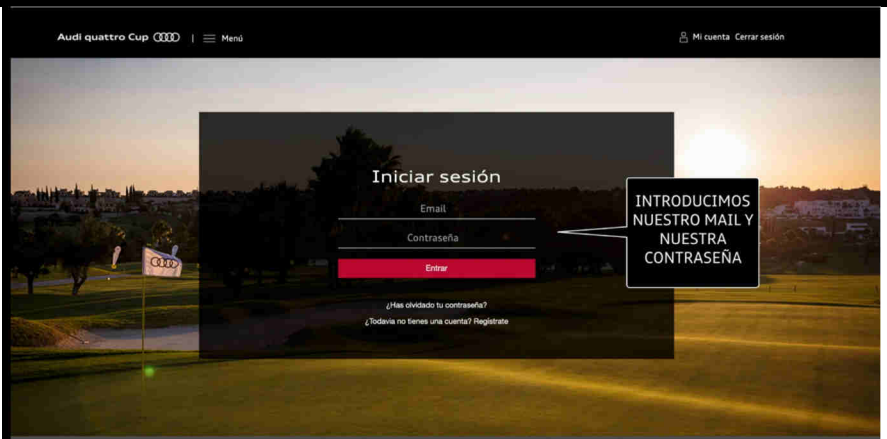 Audi quattro Cup | Menú
Mi cuenta Cerrar sesión
Iniciar sesión
Email
Contraseña
Entrar
¿Has olvidado tu contraseña?
¿Todavia no tienes una cuenta? Regístrate
INTRODUCIMOS
NUESTRO MAIL Y
NUESTRA
CONTRASEÑA